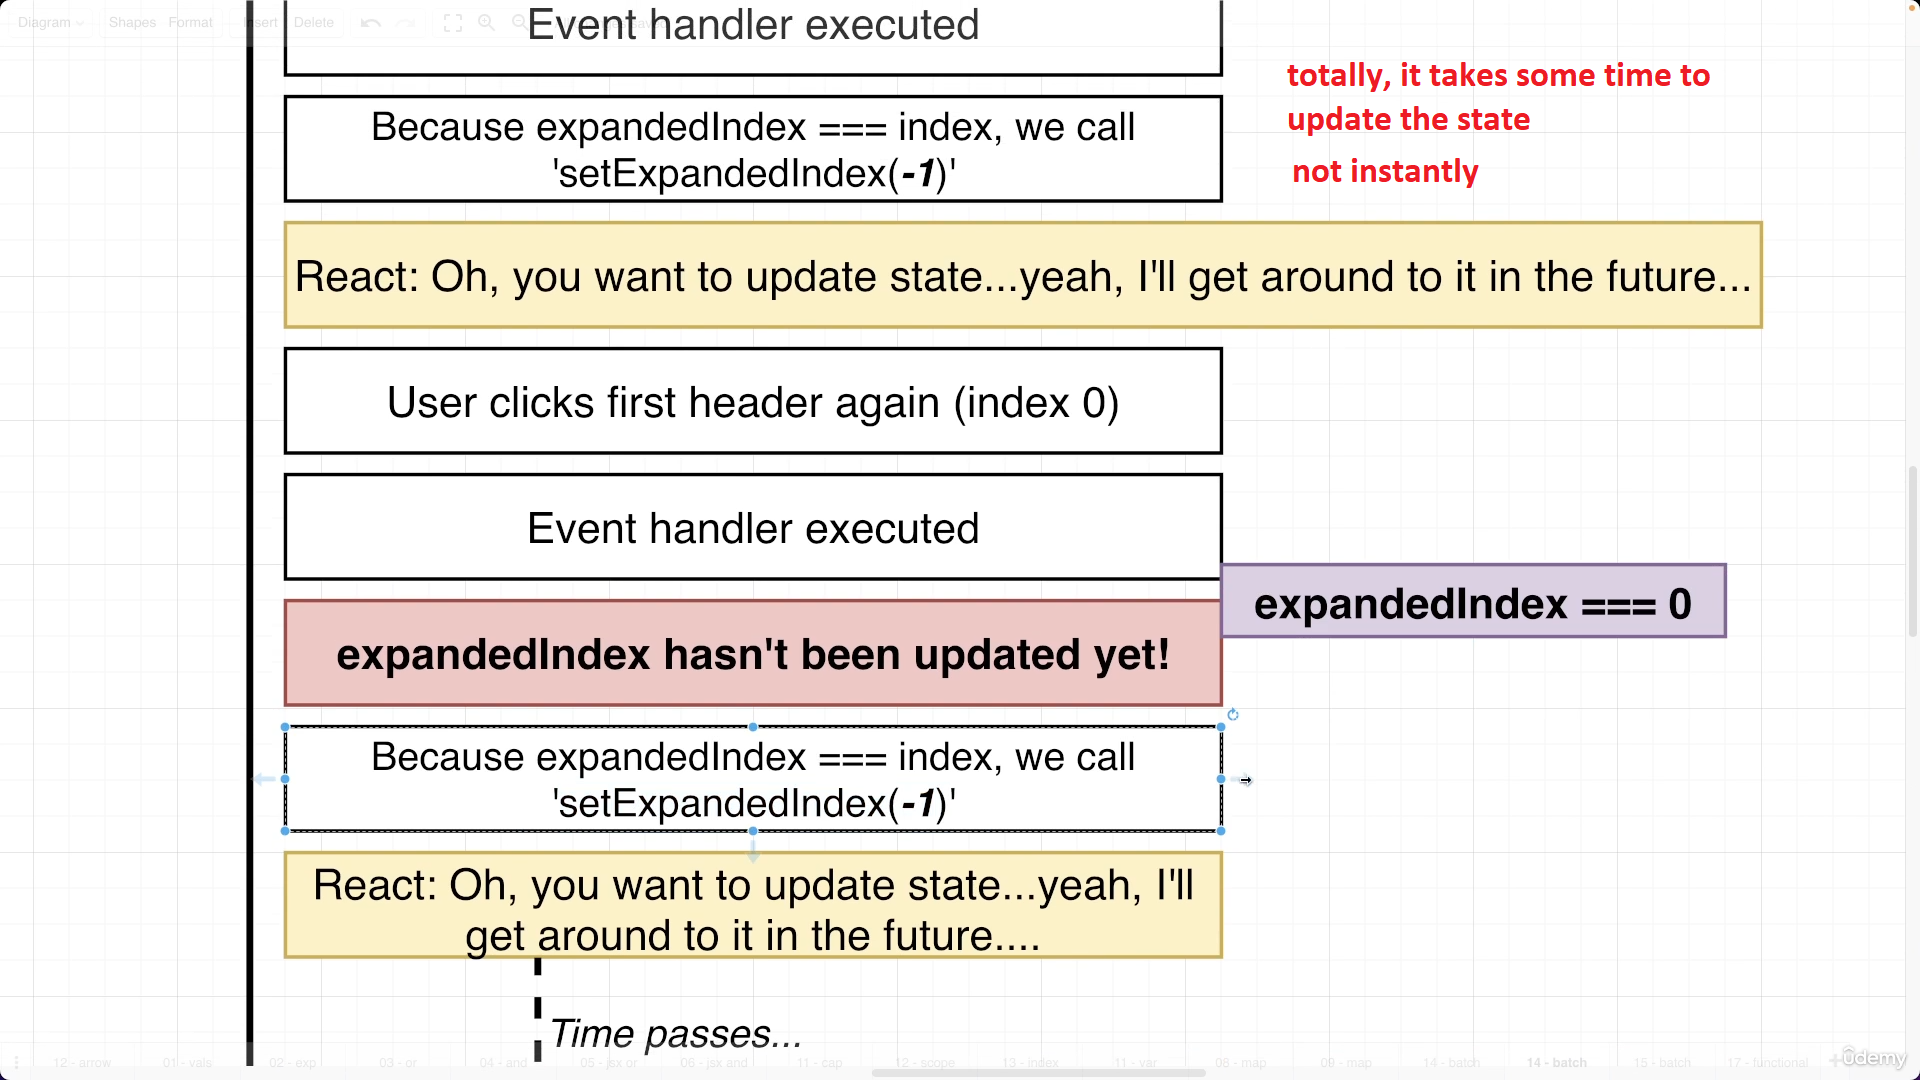 Diagram
Shapes
Format
Insert
Delete
Event handler executed
totally, it takes some time to
update the state
not instantly
Because expandedIndex === index, we call
'setExpandedIndex(-1)'
React: Oh, you want to update state...yeah, I'll get around to it in the future...
User clicks first header again (index 0)
Event handler executed
expandedIndex === 0
expandedIndex hasn't been updated yet!
Because expandedIndex === index, we call
'setExpandedIndex(-1)'
React: Oh, you want to update state...yeah, I'll
get around to it in the future....
Time passes...
12 - arrow
01 - vals
02 - exp
03 - or
04 - and
05 - jsx or
06 - jsx and
11 - cap
12 - scope
13 - index
11 - var
08 - map
09 - map
14 - batch
14 - batch
15 - batch
17 - functional
ûdemy